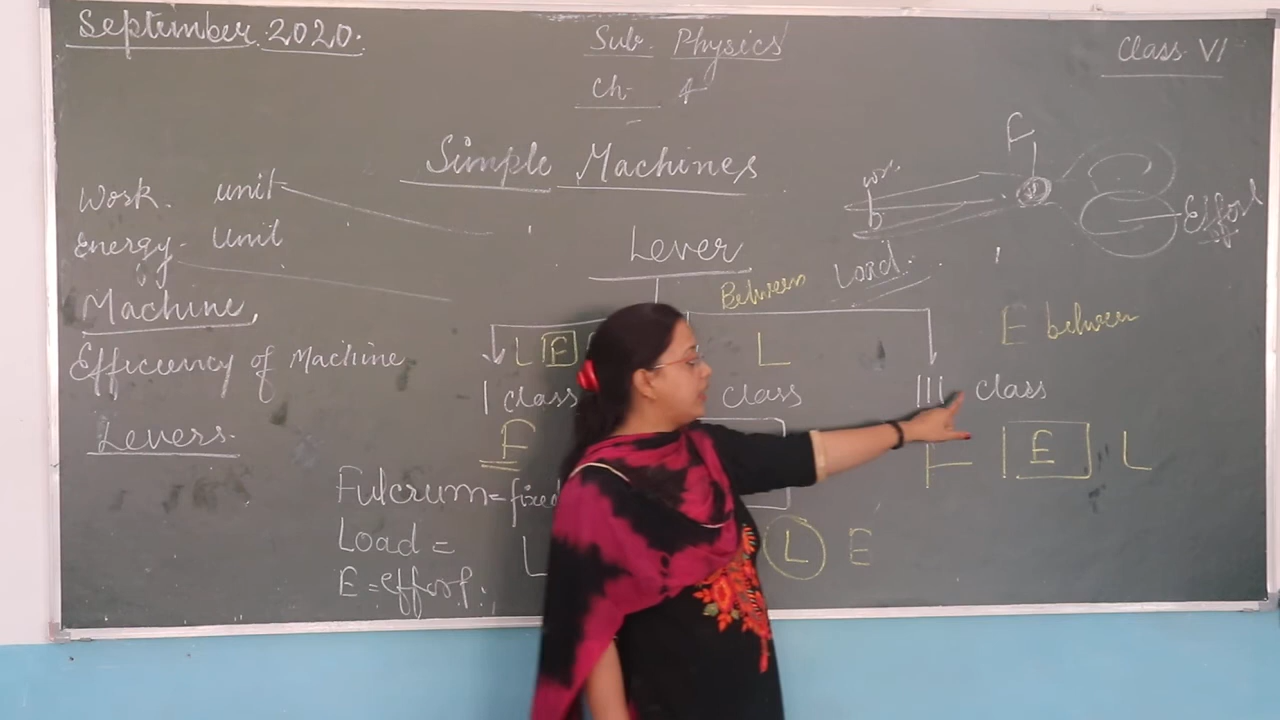 September 2020.
Sub. Physics
Class VI
Ch 4
Simple Machines
F
Work. unit
Energy. Unit
Effort
Lever
Load.
Between
Machine,
E between
L F
L
Efficiency of Machine
I class
class
III class
Levers.
F
F E L
Fulcrum = fixed
Load =
L
L E
E = effort.